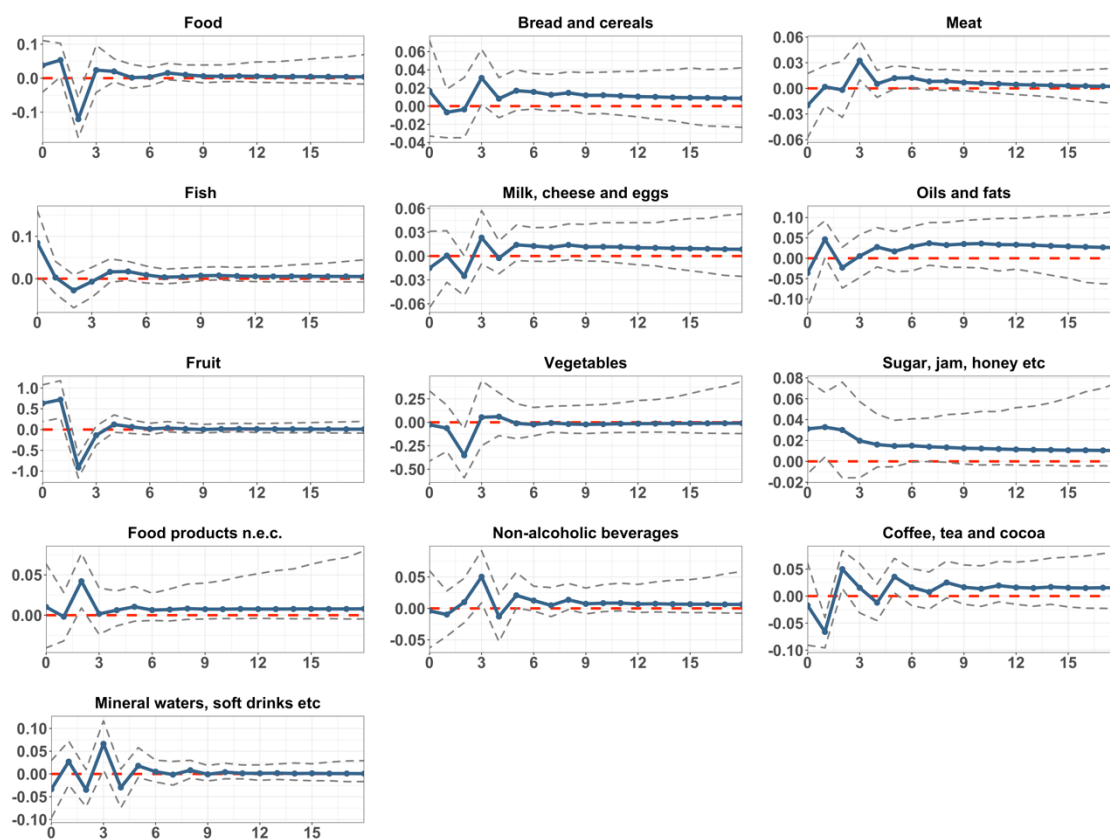 Food
0.1
0.0
-0.1
0 3 6 9 12 15
Bread and cereals
0.06
0.04
0.02
0.00
-0.02
-0.04
0 3 6 9 12 15
Meat
0.06
0.03
0.00
-0.03
-0.06
0 3 6 9 12 15
Fish
0.1
0.0
0 3 6 9 12 15
Milk, cheese and eggs
0.06
0.03
0.00
-0.03
-0.06
0 3 6 9 12 15
Oils and fats
0.10
0.05
0.00
-0.05
-0.10
0 3 6 9 12 15
Fruit
1.0
0.5
0.0
-0.5
-1.0
0 3 6 9 12 15
Vegetables
0.25
0.00
-0.25
-0.50
0 3 6 9 12 15
Sugar, jam, honey etc
0.08
0.06
0.04
0.02
0.00
-0.02
0 3 6 9 12 15
Food products n.e.c.
0.05
0.00
0 3 6 9 12 15
Non-alcoholic beverages
0.05
0.00
-0.05
0 3 6 9 12 15
Coffee, tea and cocoa
0.05
0.00
-0.05
-0.10
0 3 6 9 12 15
Mineral waters, soft drinks etc
0.10
0.05
0.00
-0.05
-0.10
0 3 6 9 12 15